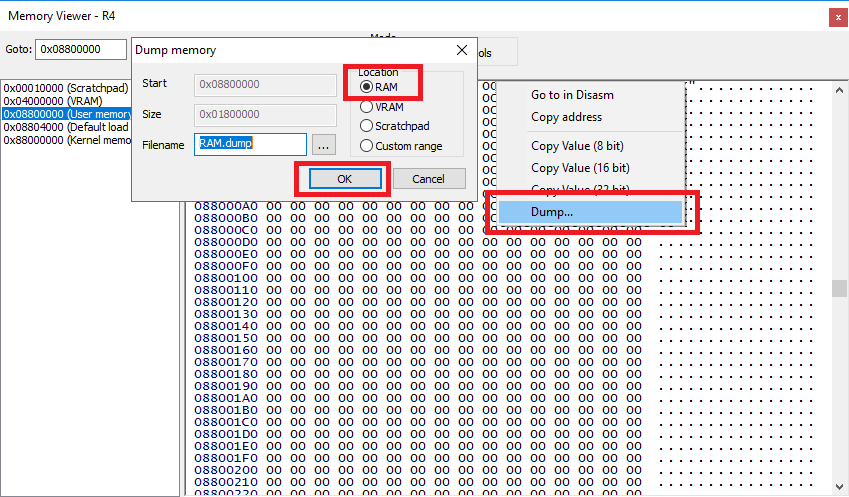 Memory Viewer - R4
Goto: 0x08800000
Dump memory
Start 0x08800000
Size 0x01800000
Filename RAM.dump ...
Location
RAM
VRAM
Scratchpad
Custom range
OK Cancel
0x00010000 (Scratchpad)
0x04000000 (VRAM)
0x08800000 (User memory
0x08804000 (Default load
0x88000000 (Kernel memo
Go to in Disasm
Copy address
Copy Value (8 bit)
Copy Value (16 bit)
Copy Value (32 bit)
Dump...
088000A0 00 00 00 00 00 00 00 00 00 00 00 00 00 00 00 00 ................
088000B0 00 00 00 00 00 00 00 00 00 00 00 00 00 00 00 00 ................
088000C0 00 00 00 00 00 00 00 00 00 00 00 00 00 00 00 00 ................
088000D0 00 00 00 00 00 00 00 00 00 00 00 00 00 00 00 00 ................
088000E0 00 00 00 00 00 00 00 00 00 00 00 00 00 00 00 00 ................
088000F0 00 00 00 00 00 00 00 00 00 00 00 00 00 00 00 00 ................
08800100 00 00 00 00 00 00 00 00 00 00 00 00 00 00 00 00 ................
08800110 00 00 00 00 00 00 00 00 00 00 00 00 00 00 00 00 ................
08800120 00 00 00 00 00 00 00 00 00 00 00 00 00 00 00 00 ................
08800130 00 00 00 00 00 00 00 00 00 00 00 00 00 00 00 00 ................
08800140 00 00 00 00 00 00 00 00 00 00 00 00 00 00 00 00 ................
08800150 00 00 00 00 00 00 00 00 00 00 00 00 00 00 00 00 ................
08800160 00 00 00 00 00 00 00 00 00 00 00 00 00 00 00 00 ................
08800170 00 00 00 00 00 00 00 00 00 00 00 00 00 00 00 00 ................
08800180 00 00 00 00 00 00 00 00 00 00 00 00 00 00 00 00 ................
08800190 00 00 00 00 00 00 00 00 00 00 00 00 00 00 00 00 ................
088001A0 00 00 00 00 00 00 00 00 00 00 00 00 00 00 00 00 ................
088001B0 00 00 00 00 00 00 00 00 00 00 00 00 00 00 00 00 ................
088001C0 00 00 00 00 00 00 00 00 00 00 00 00 00 00 00 00 ................
088001D0 00 00 00 00 00 00 00 00 00 00 00 00 00 00 00 00 ................
088001E0 00 00 00 00 00 00 00 00 00 00 00 00 00 00 00 00 ................
088001F0 00 00 00 00 00 00 00 00 00 00 00 00 00 00 00 00 ................
08800200 00 00 00 00 00 00 00 00 00 00 00 00 00 00 00 00 ................
08800210 00 00 00 00 00 00 00 00 00 00 00 00 00 00 00 00 ................
08800220 00 00 00 00 00 00 00 00 00 00 00 00 00 00 00 00 ................